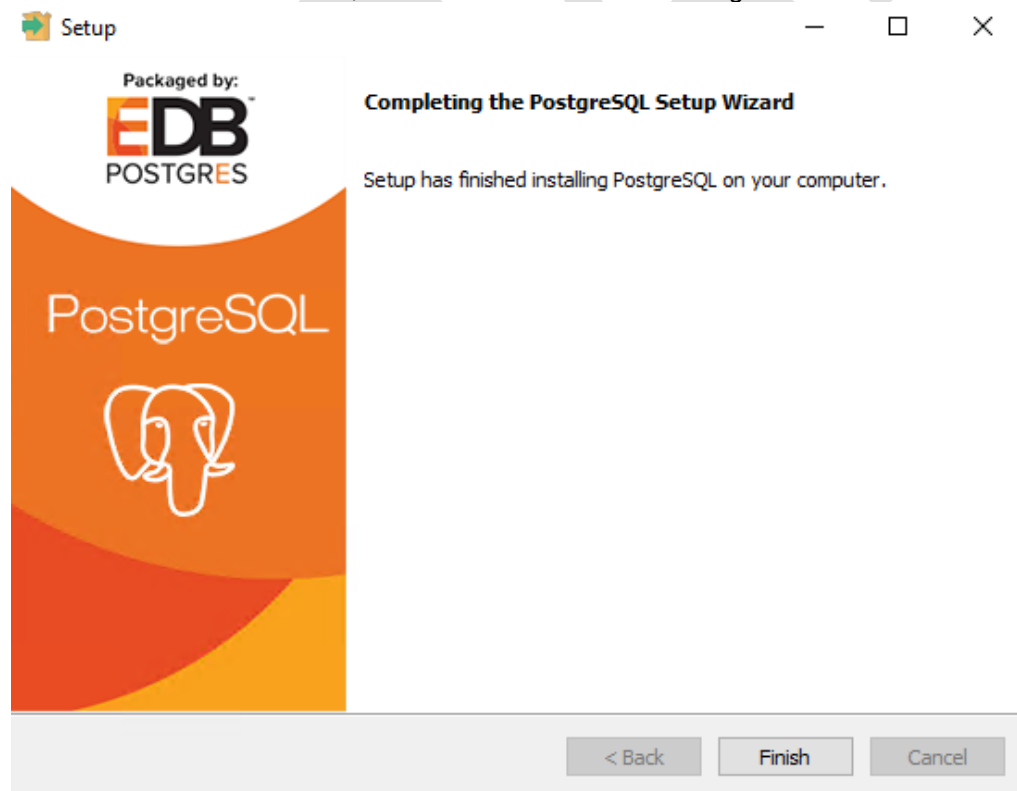 Setup
Packaged by:
EDB
POSTGRES
PostgreSQL
Completing the PostgreSQL Setup Wizard
Setup has finished installing PostgreSQL on your computer.
< Back
Finish
Cancel